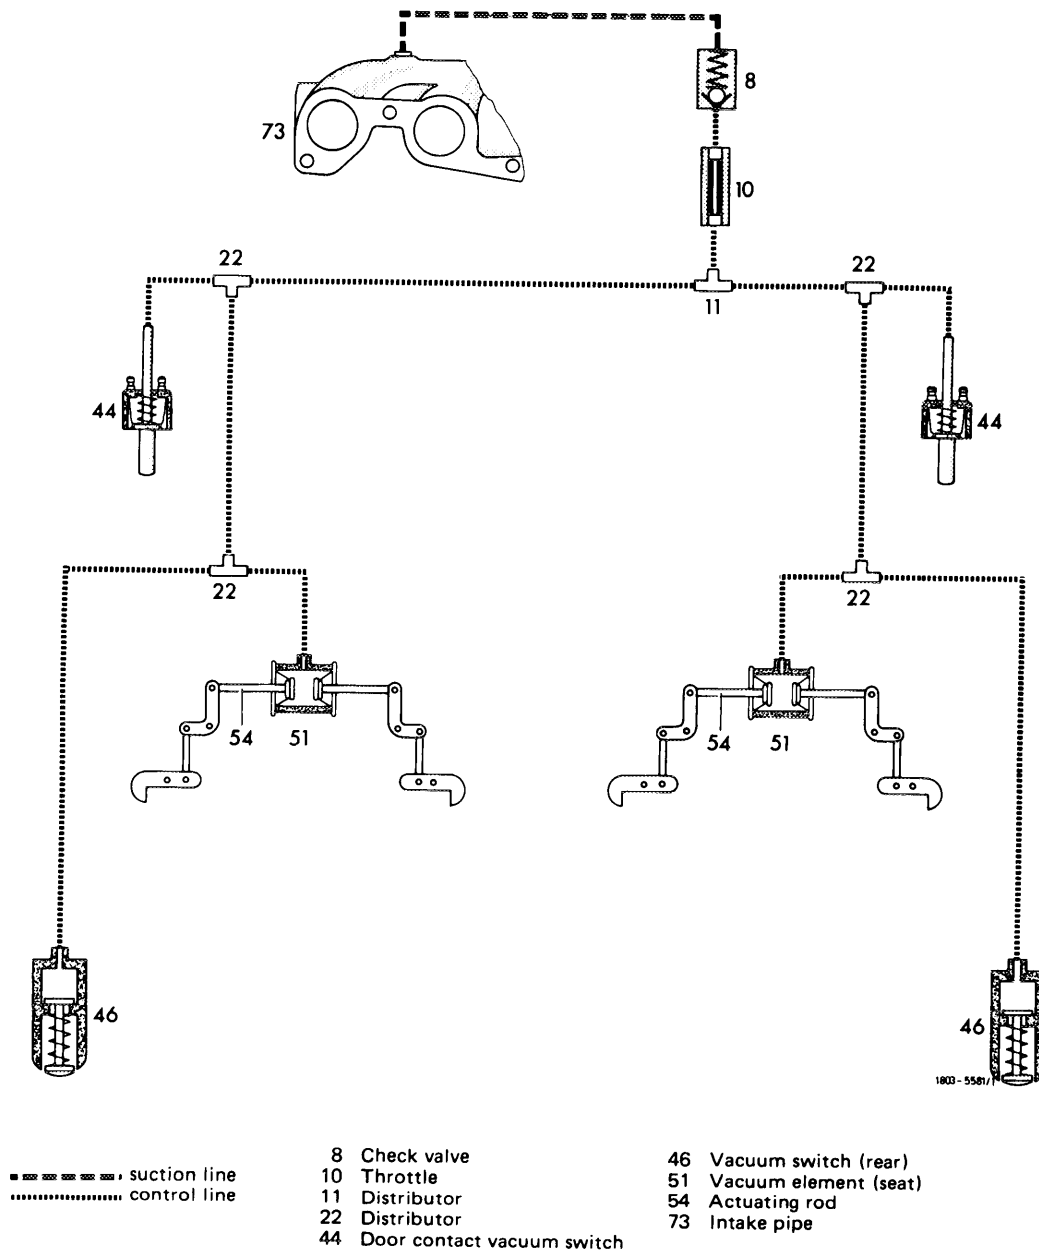 8
73
10
22
22
11
44
44
22
22
54
51
54
51
46
46
1803 - 5581/1
suction line
control line
8 Check valve
10 Throttle
11 Distributor
22 Distributor
44 Door contact vacuum switch
46 Vacuum switch (rear)
51 Vacuum element (seat)
54 Actuating rod
73 Intake pipe